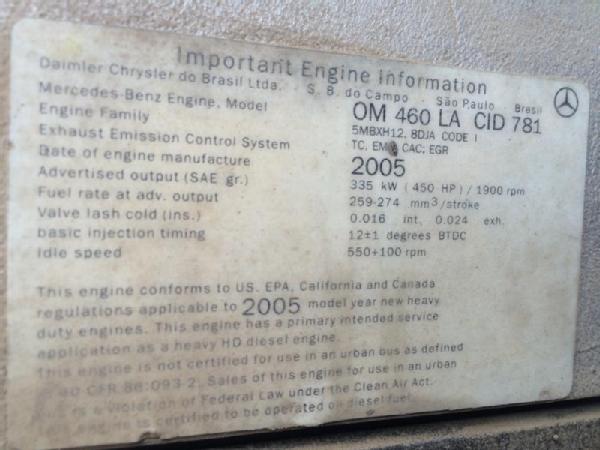 Important Engine Information
Daimler Chrysler do Brasil Ltda. - S. B. do Campo - São Paulo - Brasil
Mercedes-Benz Engine, Model OM 460 LA CID 781
Engine Family 5MBXH12, 8DJA CODE I
Exhaust Emission Control System TC, EM, CAC; EGR
Date of engine manufacture 2005
Advertised output (SAE gr.) 335 kW (450 HP) / 1900 rpm
Fuel rate at adv. output 259-274 mm³/stroke
Valve lash cold (ins.) 0.016 int. 0.024 exh.
basic injection timing 12±1 degrees BTDC
Idle speed 550+100 rpm
This engine conforms to US. EPA, California and Canada
regulations applicable to 2005 model year new heavy
duty engines. This engine has a primary intended service
application as a heavy HD diesel engine.
this engine is not certified for use in an urban bus as defined
40 CFR 86:093-2. Sales of this engine for use in an urban
is a violation of Federal Law under the Clean Air Act.
engine is certified to be operated on diesel fuel.